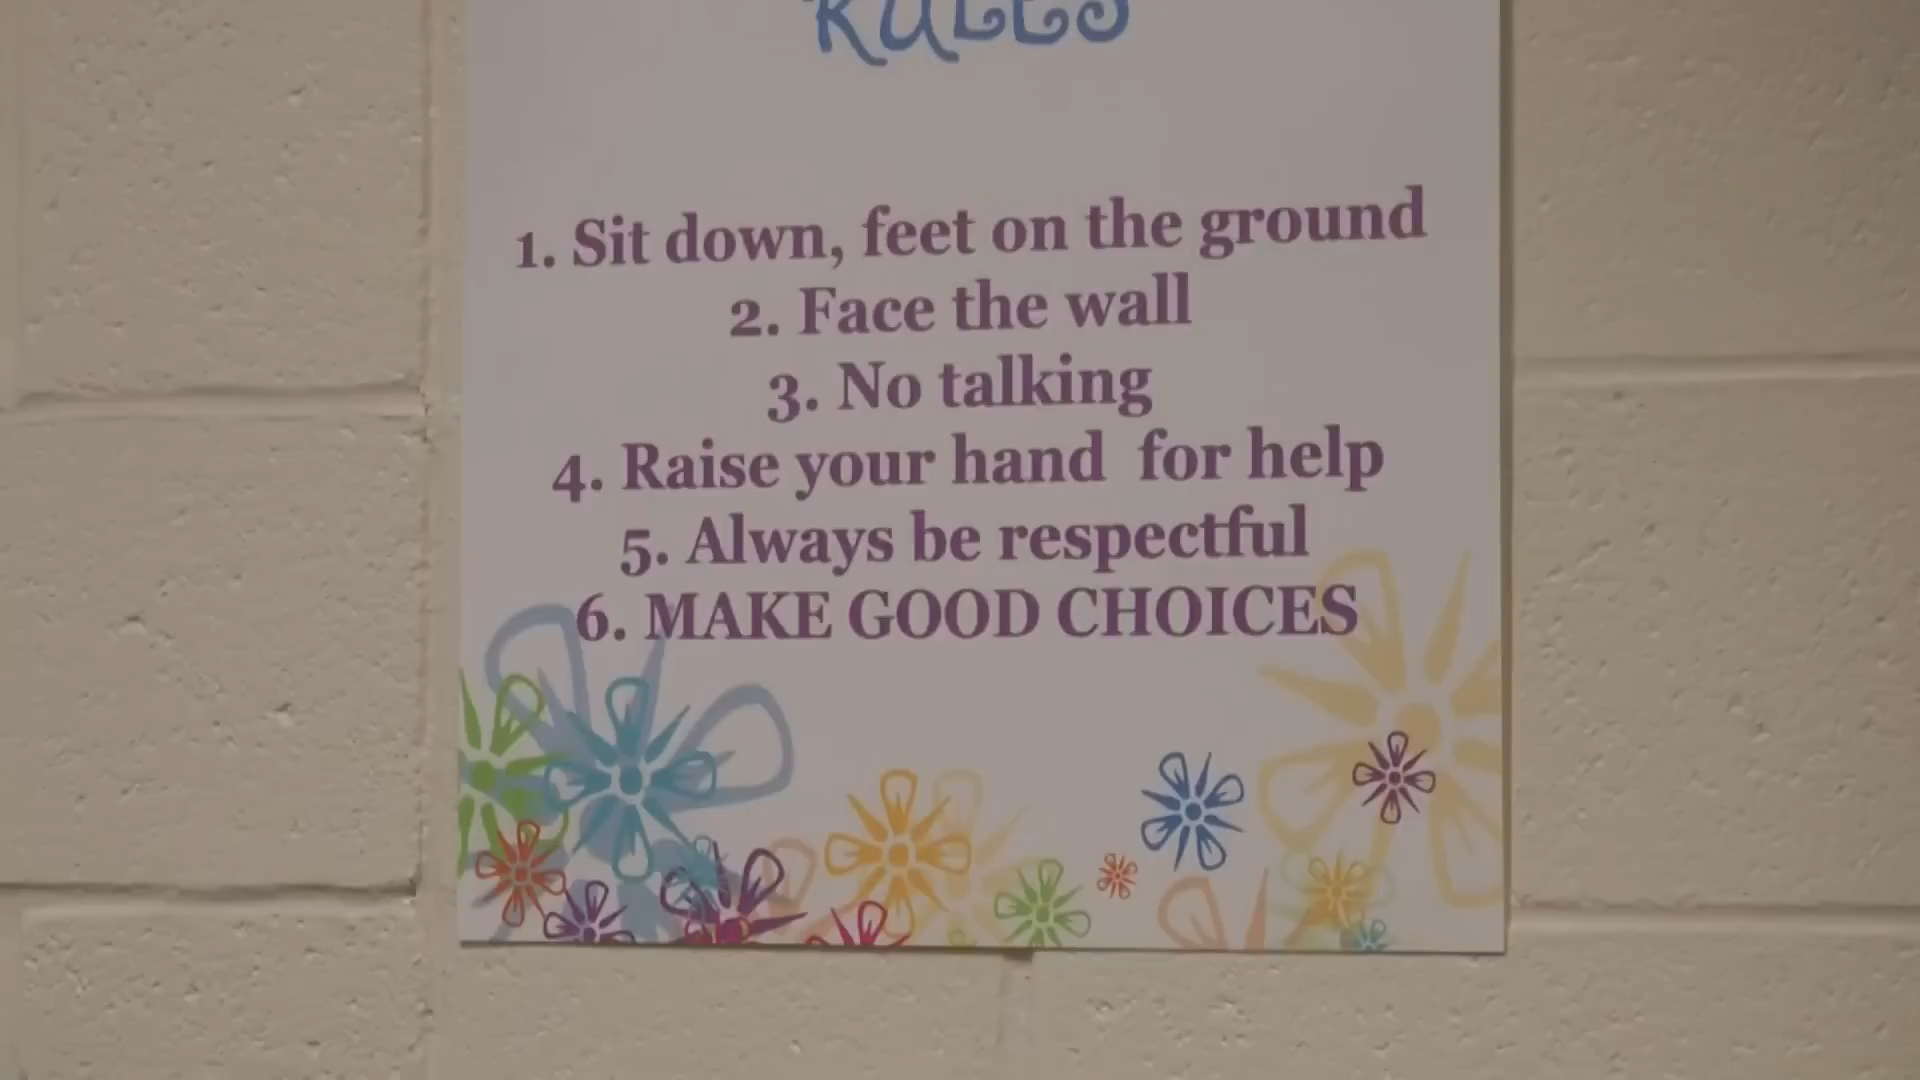 RULES
1. Sit down, feet on the ground
2. Face the wall
3. No talking
4. Raise your hand for help
5. Always be respectful
6. MAKE GOOD CHOICES